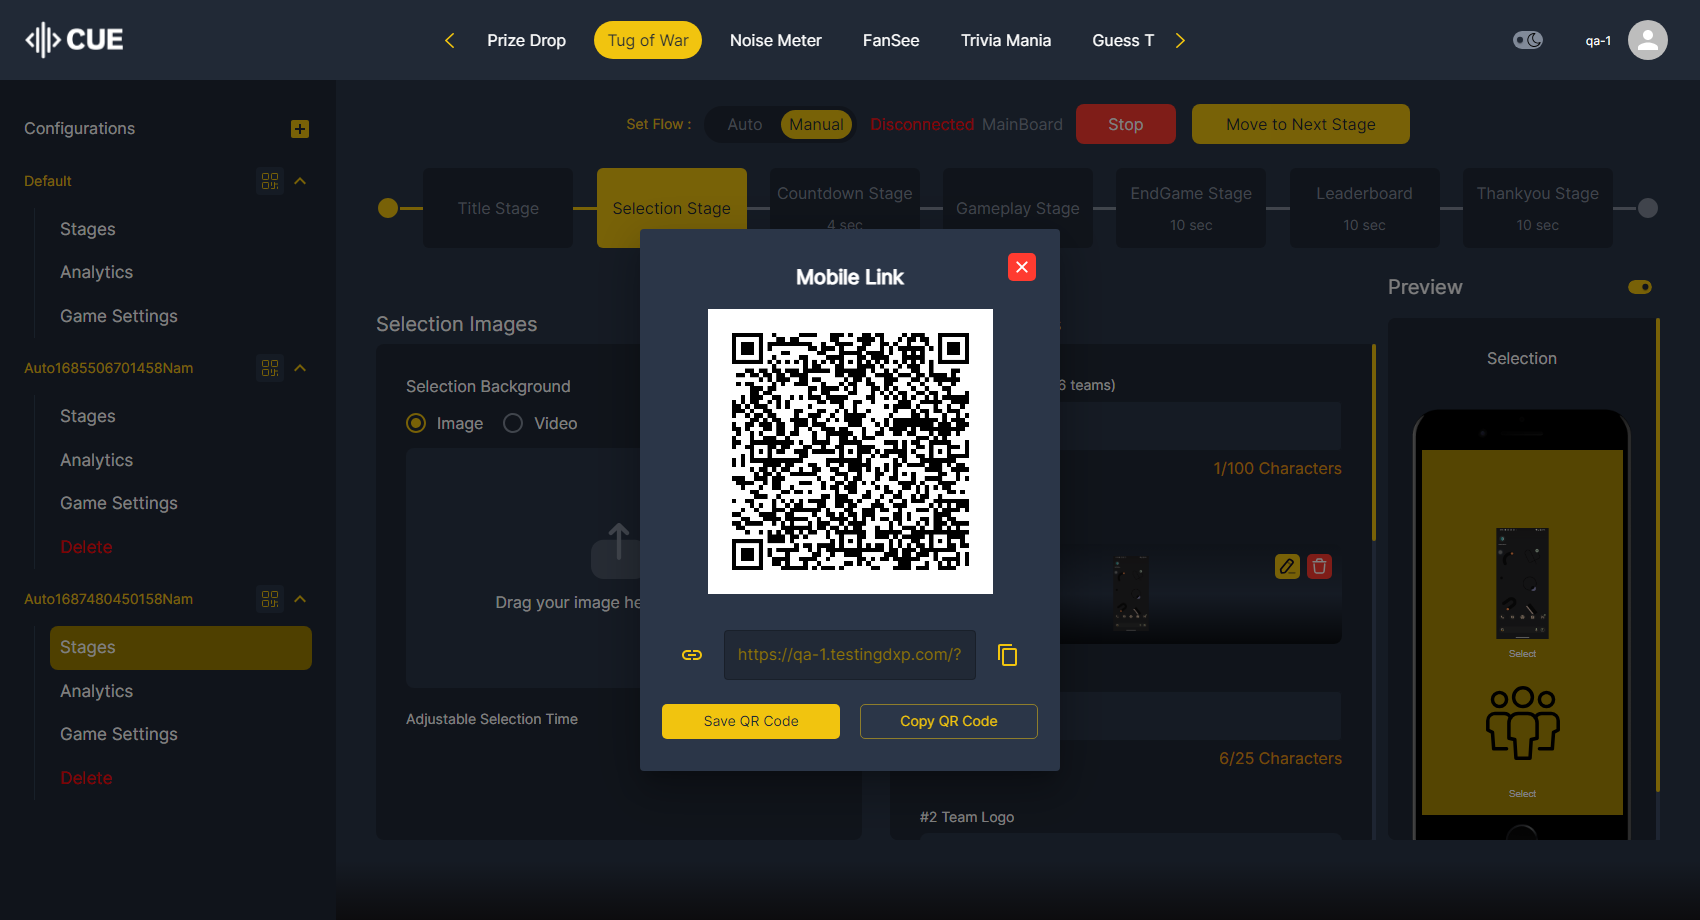 CUE
Prize Drop
Tug of War
Noise Meter
FanSee
Trivia Mania
Guess T
qa-1
Configurations
Default
Stages
Analytics
Game Settings
Auto1685506701458Nam
Stages
Analytics
Game Settings
Delete
Auto1687480450158Nam
Stages
Analytics
Game Settings
Delete
Set Flow :
Auto
Manual
Disconnected MainBoard
Stop
Move to Next Stage
Title Stage
Selection Stage
Countdown Stage
4 sec
Gameplay Stage
EndGame Stage
10 sec
Leaderboard
10 sec
Thankyou Stage
10 sec
Selection Images
Selection Background
Image
Video
Drag your image he
Adjustable Selection Time
Mobile Link
https://qa-1.testingdxp.com/?
Save QR Code
Copy QR Code
6 teams)
1/100 Characters
6/25 Characters
#2 Team Logo
Preview
Selection
Select
Select